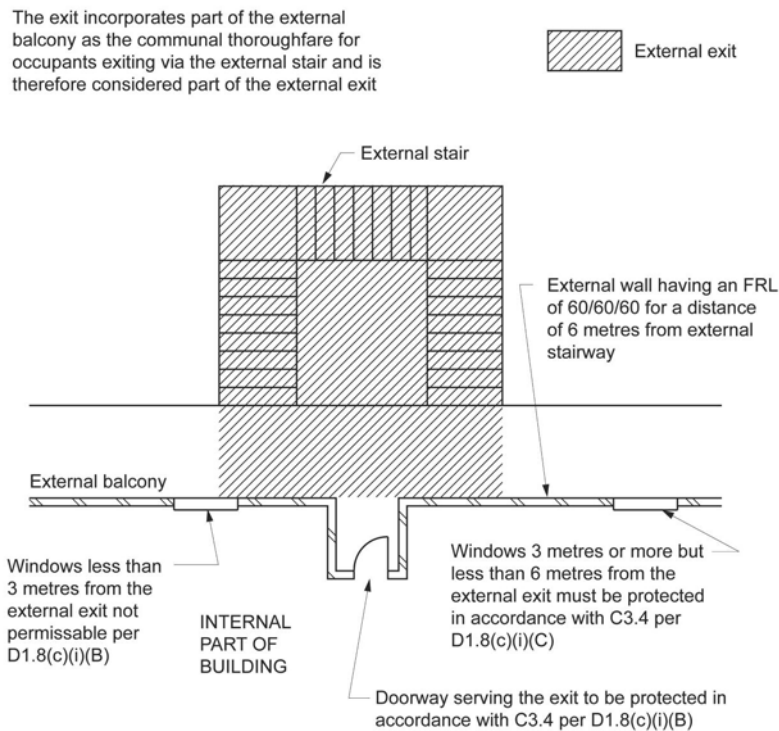 The exit incorporates part of the external
balcony as the communal thoroughfare for
occupants exiting via the external stair and is
therefore considered part of the external exit
External exit
External stair
External wall having an FRL
of 60/60/60 for a distance
of 6 metres from external
stairway
External balcony
Windows less than
3 metres from the
external exit not
permissable per
D1.8(c)(i)(B)
INTERNAL
PART OF
BUILDING
Windows 3 metres or more but
less than 6 metres from the
external exit must be protected
in accordance with C3.4 per
D1.8(c)(i)(C)
Doorway serving the exit to be protected in
accordance with C3.4 per D1.8(c)(i)(B)